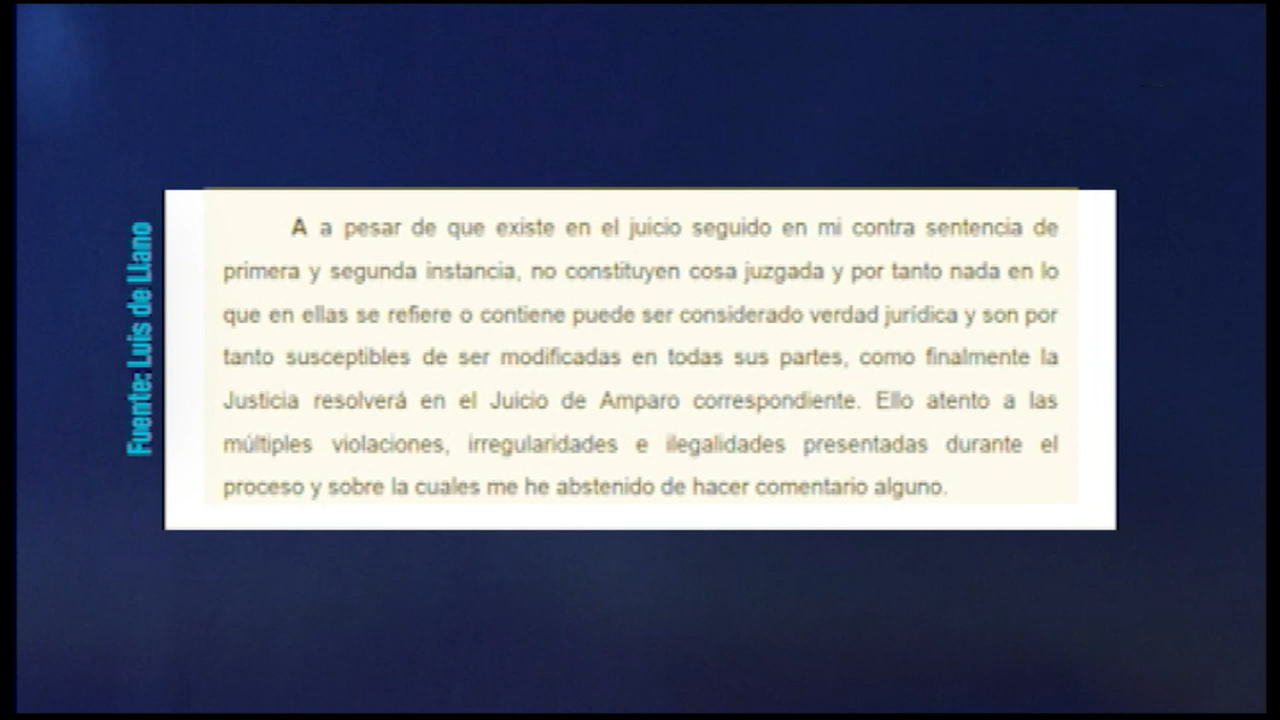 Fuente: Luis de Llano
A a pesar de que existe en el juicio seguido en mi contra sentencia de
primera y segunda instancia, no constituyen cosa juzgada y por tanto nada en lo
que en ellas se refiere o contiene puede ser considerado verdad jurídica y son por
tanto susceptibles de ser modificadas en todas sus partes, como finalmente la
Justicia resolverá en el Juicio de Amparo correspondiente. Ello atento a las
múltiples violaciones, irregularidades e ilegalidades presentadas durante el
proceso y sobre la cuales me he abstenido de hacer comentario alguno.